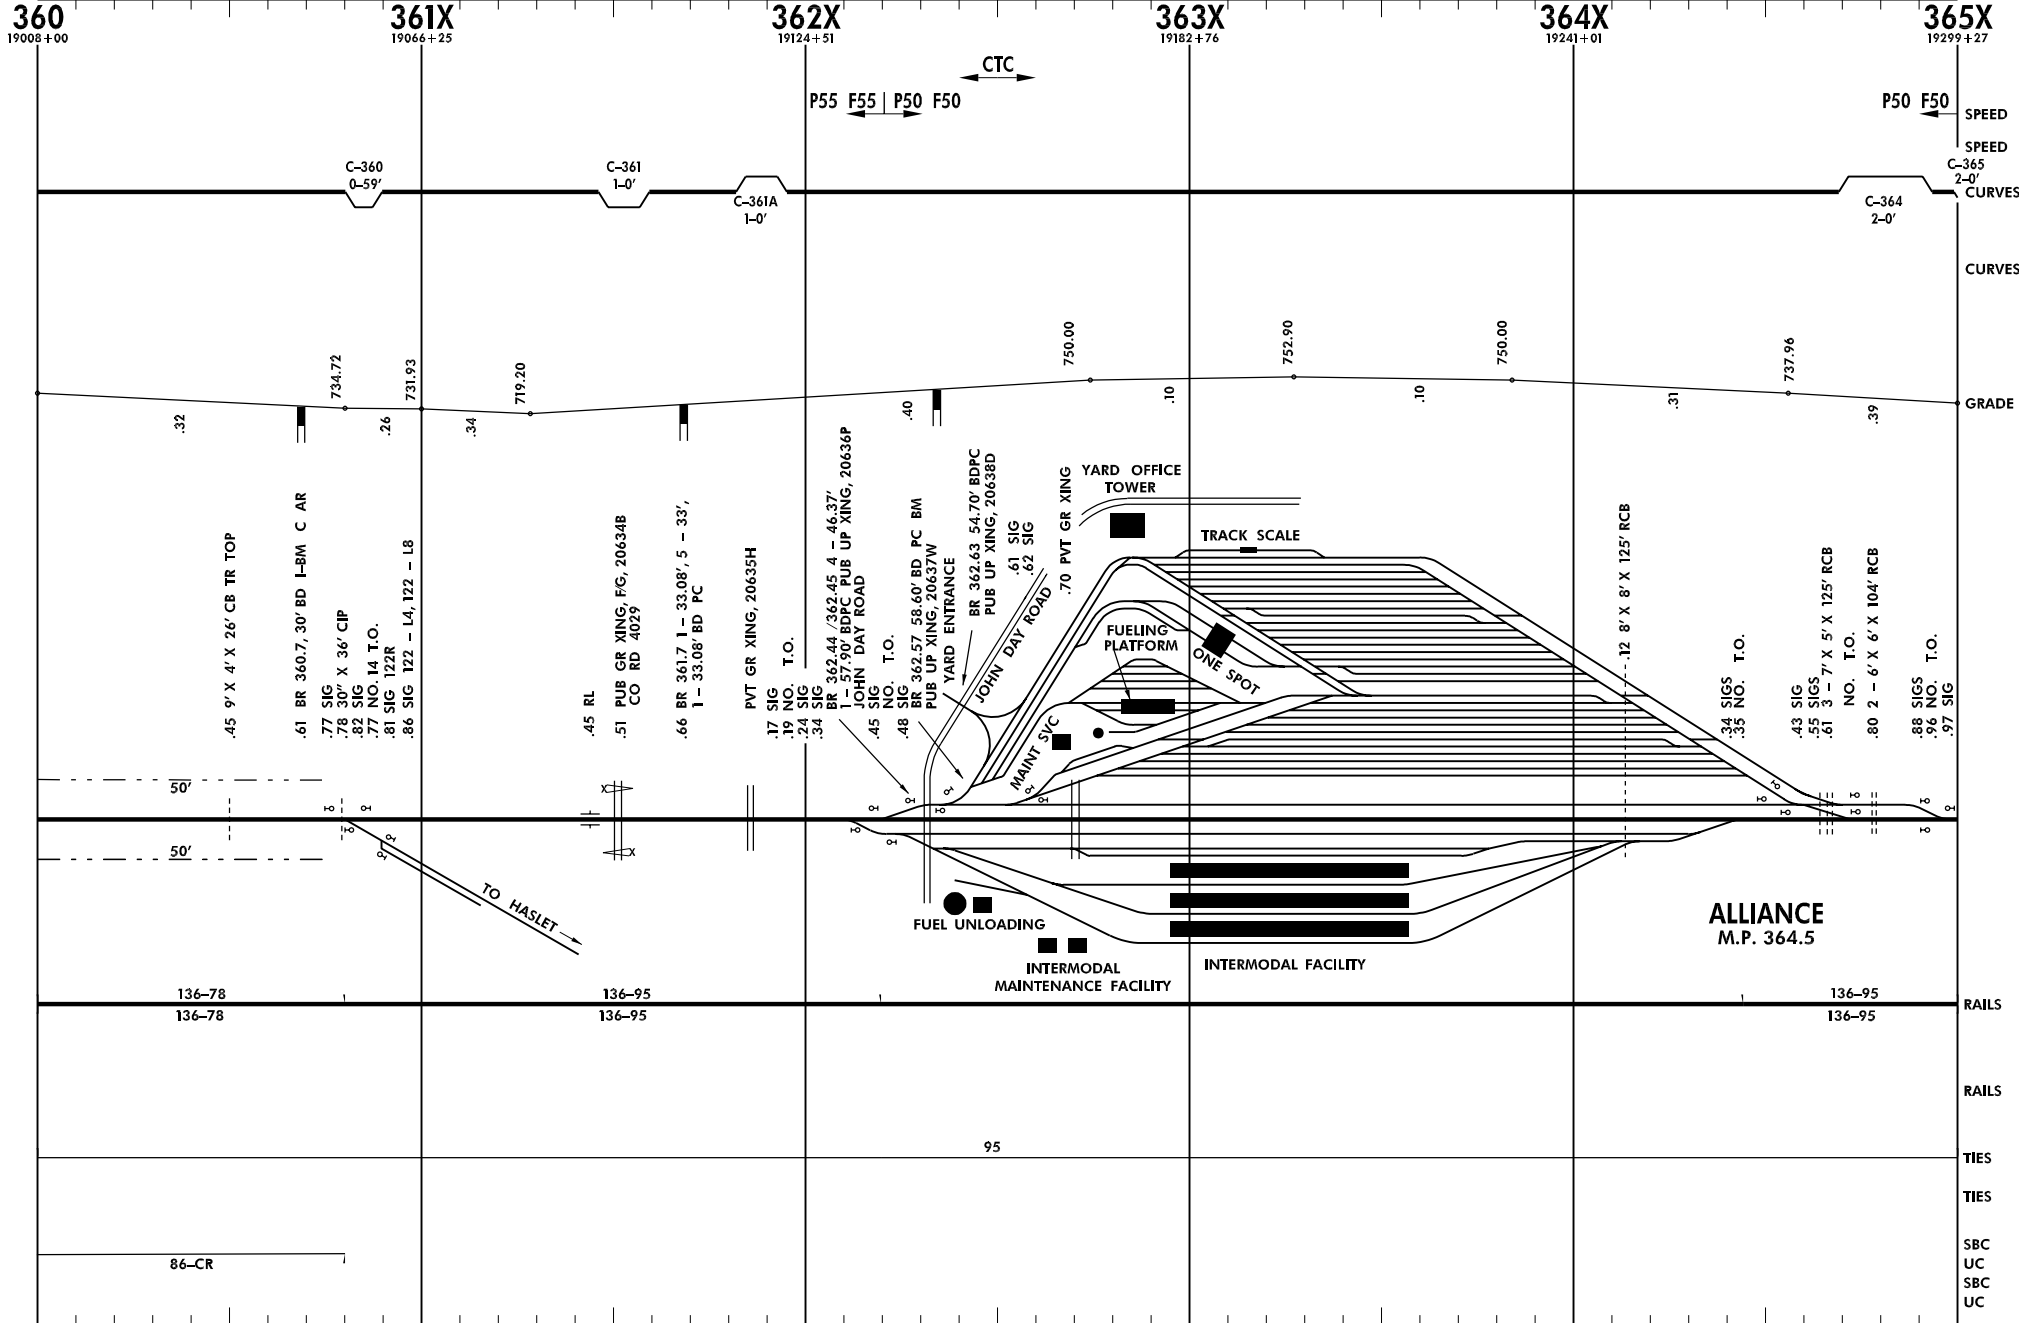 360 361X 362X 363X 364X 365X
19008+00 19066+25 19124+51 19182+76 19241+01 19299+27
CTC
P55 F55 P50 F50
P50 F50
SPEED
SPEED
C-360
0-59'
C-361
1-0'
C-361A
1-0'
C-364
2-0'
C-365
2-0'
CURVES
CURVES
734.72
731.93
719.20
750.00
752.90
750.00
737.96
.32
.26
.34
.40
.10
.10
.31
.39
GRADE
.45 9' X 4' X 26' CB TR TOP
.61 BR 360.7, 30' BD I-BM C AR
.77 SIG
.78 30" X 36' CIP
.82 SIG
.77 NO. 14 T.O.
.81 SIG 122R
.86 SIG 122 - L4, 122 - L8
.45 RL
.51 PUB GR XING, F/G, 20634B
CO RD 4029
.66 BR 361.7 1 - 33.08', 5 - 33',
1 - 33.08' BD PC
PVT GR XING, 20635H
.17 SIG
.19 NO. T.O.
.24 SIG
.34 SIG
BR 362.44 /362.45 4 - 46.37'
1 - 57.90' BDPC PUB UP XING, 20636P
JOHN DAY ROAD
.45 SIG
NO. T.O.
.48 SIG
BR 362.57 58.60' BD PC BM
PUB UP XING, 20637W
YARD ENTRANCE
BR 362.63 54.70' BDPC
PUB UP XING, 20638D
.61 SIG
.62 SIG
.70 PVT GR XING
YARD OFFICE
TOWER
TRACK SCALE
JOHN DAY ROAD
FUELING
PLATFORM
ONE SPOT
MAINT SVC
.12 8' X 8' X 125' RCB
.34 SIGS
.35 NO. T.O.
.43 SIG
.55 SIGS
.61 3 - 7' X 5' X 125' RCB
NO. T.O.
.80 2 - 6' X 6' X 104' RCB
.88 SIGS
.96 NO. T.O.
.97 SIG
50'
50'
X
X
TO HASLET
FUEL UNLOADING
INTERMODAL
MAINTENANCE FACILITY
INTERMODAL FACILITY
ALLIANCE
M.P. 364.5
136-78 136-95 136-95
136-78 136-95 136-95
RAILS
RAILS
95
TIES
TIES
86-CR
SBC
UC
SBC
UC